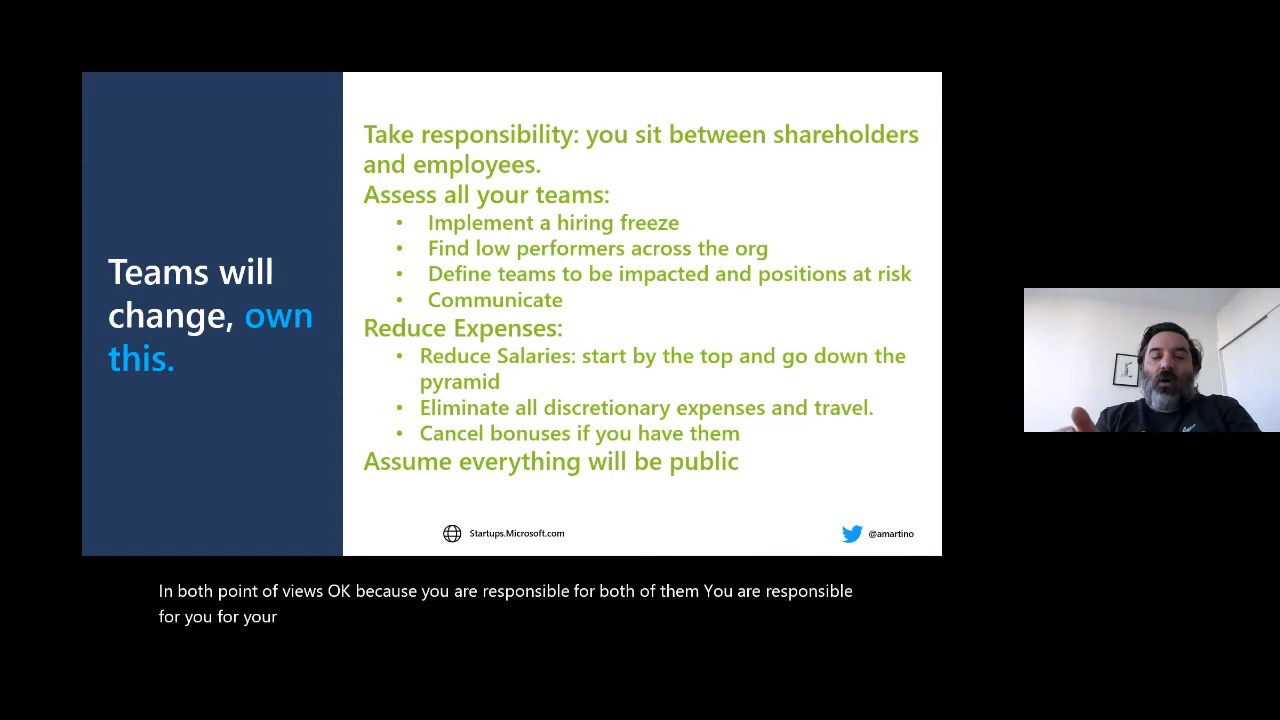 Teams will
change, own
this.
Take responsibility: you sit between shareholders
and employees.
Assess all your teams:
• Implement a hiring freeze
• Find low performers across the org
• Define teams to be impacted and positions at risk
• Communicate
Reduce Expenses:
• Reduce Salaries: start by the top and go down the
pyramid
• Eliminate all discretionary expenses and travel.
• Cancel bonuses if you have them
Assume everything will be public
Startups.Microsoft.com
@amartino
In both point of views OK because you are responsible for both of them You are responsible
for you for your